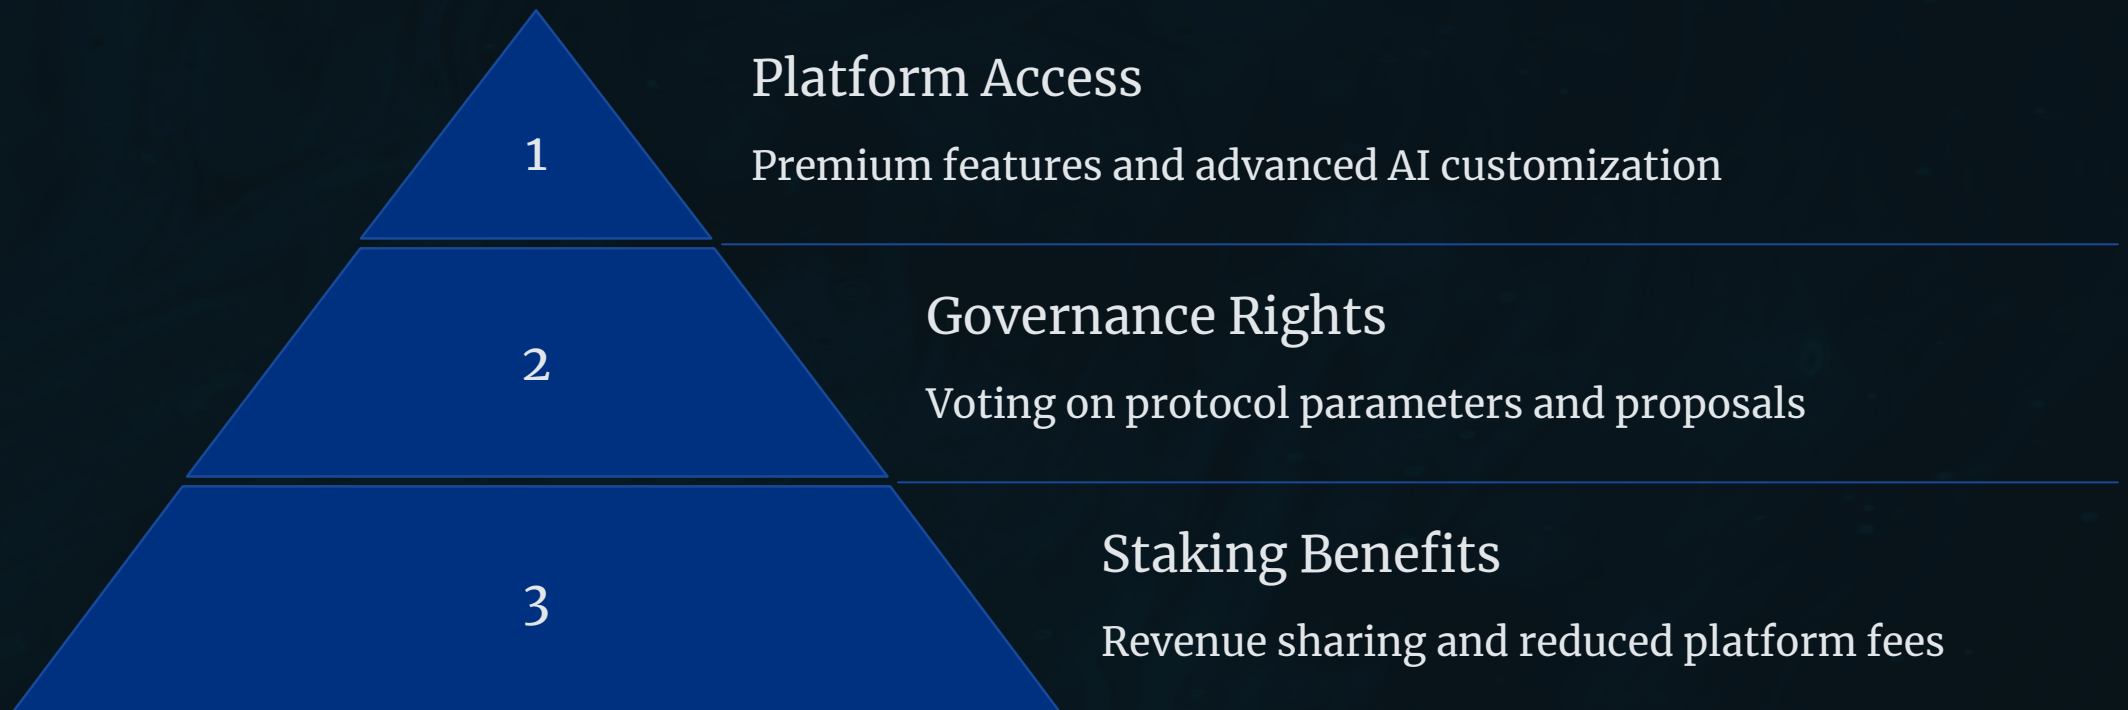 1
Platform Access
Premium features and advanced AI customization
2
Governance Rights
Voting on protocol parameters and proposals
3
Staking Benefits
Revenue sharing and reduced platform fees